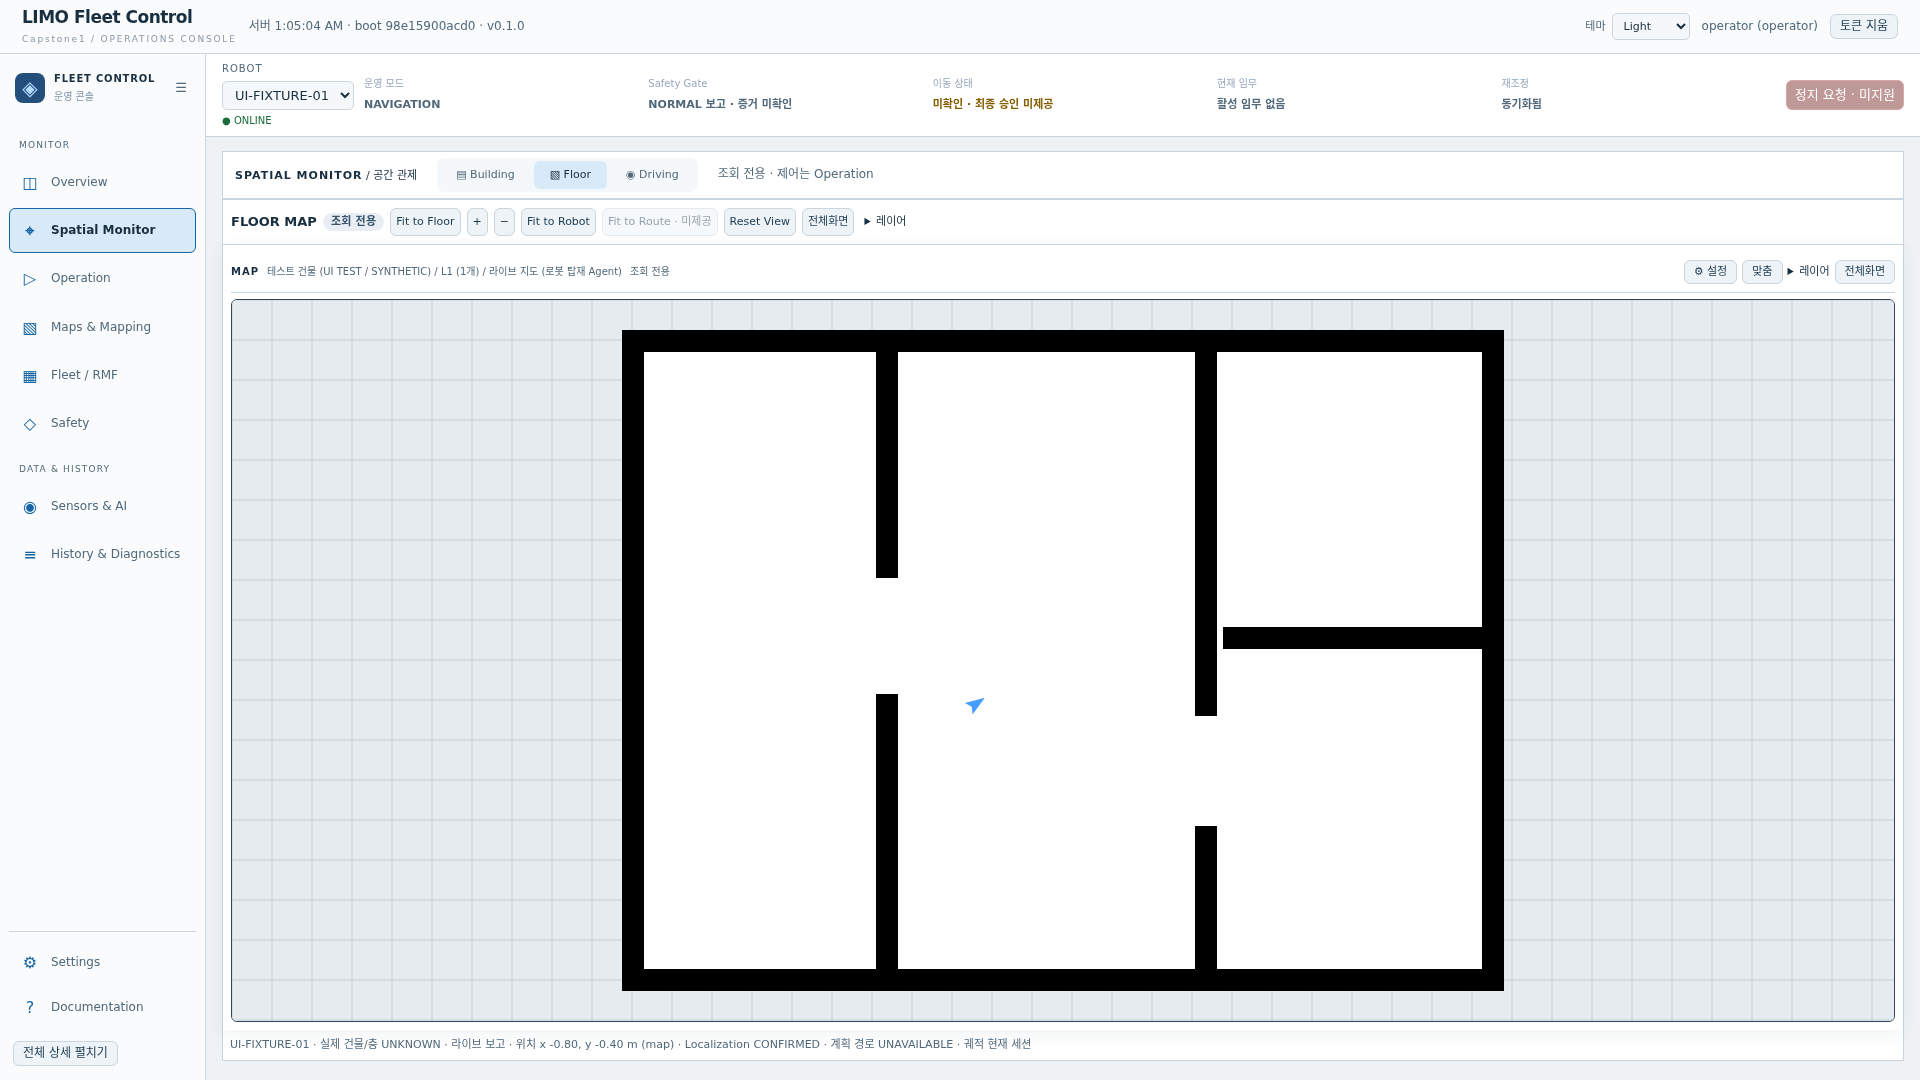 LIMO Fleet Control
Capstone1 / OPERATIONS CONSOLE
서버 1:05:04 AM · boot 98e15900acd0 · v0.1.0
테마 Light operator (operator) 토큰 지움
FLEET CONTROL
운영 콘솔
MONITOR
Overview
Spatial Monitor
Operation
Maps & Mapping
Fleet / RMF
Safety
DATA & HISTORY
Sensors & AI
History & Diagnostics
Settings
? Documentation
전체 상세 펼치기
ROBOT
UI-FIXTURE-01
● ONLINE
운영 모드
NAVIGATION
Safety Gate
NORMAL 보고 · 증거 미확인
이동 상태
미확인 · 최종 승인 미제공
현재 임무
활성 임무 없음
재조정
동기화됨
정지 요청 · 미지원
SPATIAL MONITOR / 공간 관제 ▤ Building ▧ Floor ◉ Driving 조회 전용 · 제어는 Operation
FLOOR MAP 조회 전용 Fit to Floor + − Fit to Robot Fit to Route · 미제공 Reset View 전체화면 ▶ 레이어
MAP 테스트 건물 (UI TEST / SYNTHETIC) / L1 (1개) / 라이브 지도 (로봇 탑재 Agent) 조회 전용 ⚙ 설정 맞춤 ▶ 레이어 전체화면
UI-FIXTURE-01 · 실제 건물/층 UNKNOWN · 라이브 보고 · 위치 x -0.80, y -0.40 m (map) · Localization CONFIRMED · 계획 경로 UNAVAILABLE · 궤적 현재 세션